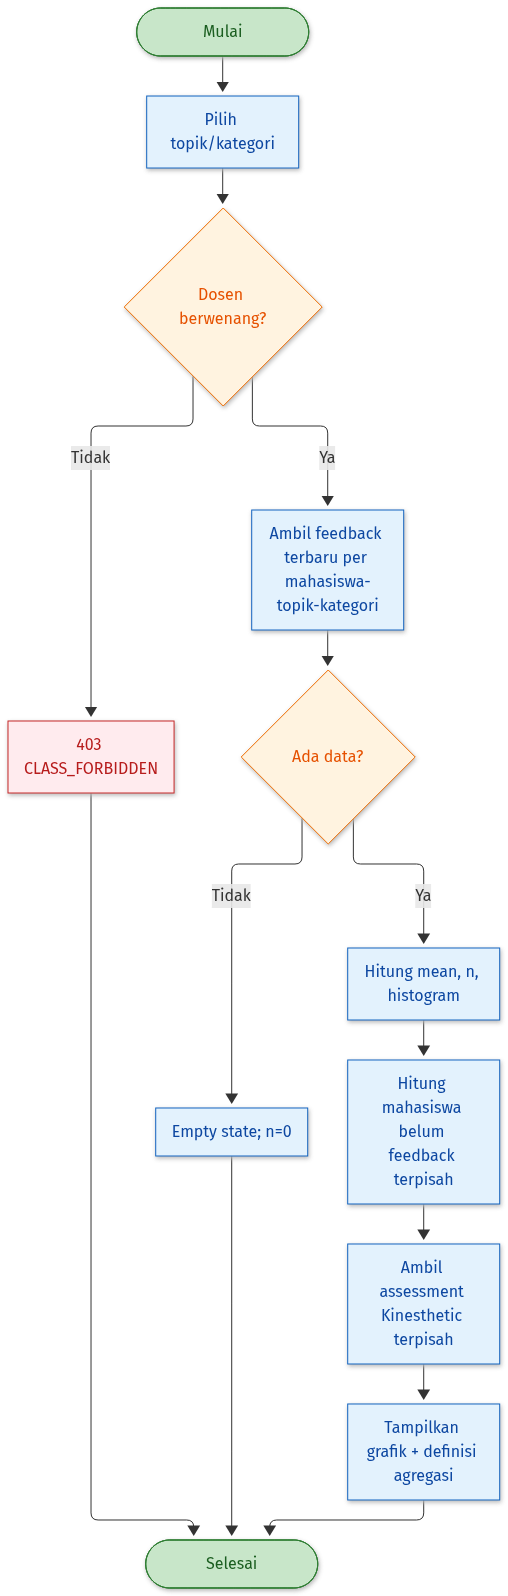 Mulai
Pilih
topik/kategori
Dosen
berwenang?
Tidak
Ya
Ambil feedback
terbaru per
mahasiswa-
topik-kategori
403
CLASS_FORBIDDEN
Ada data?
Tidak
Ya
Hitung mean, n,
histogram
Hitung
mahasiswa
belum
feedback
terpisah
Empty state; n=0
Ambil
assessment
Kinesthetic
terpisah
Tampilkan
grafik + definisi
agregasi
Selesai